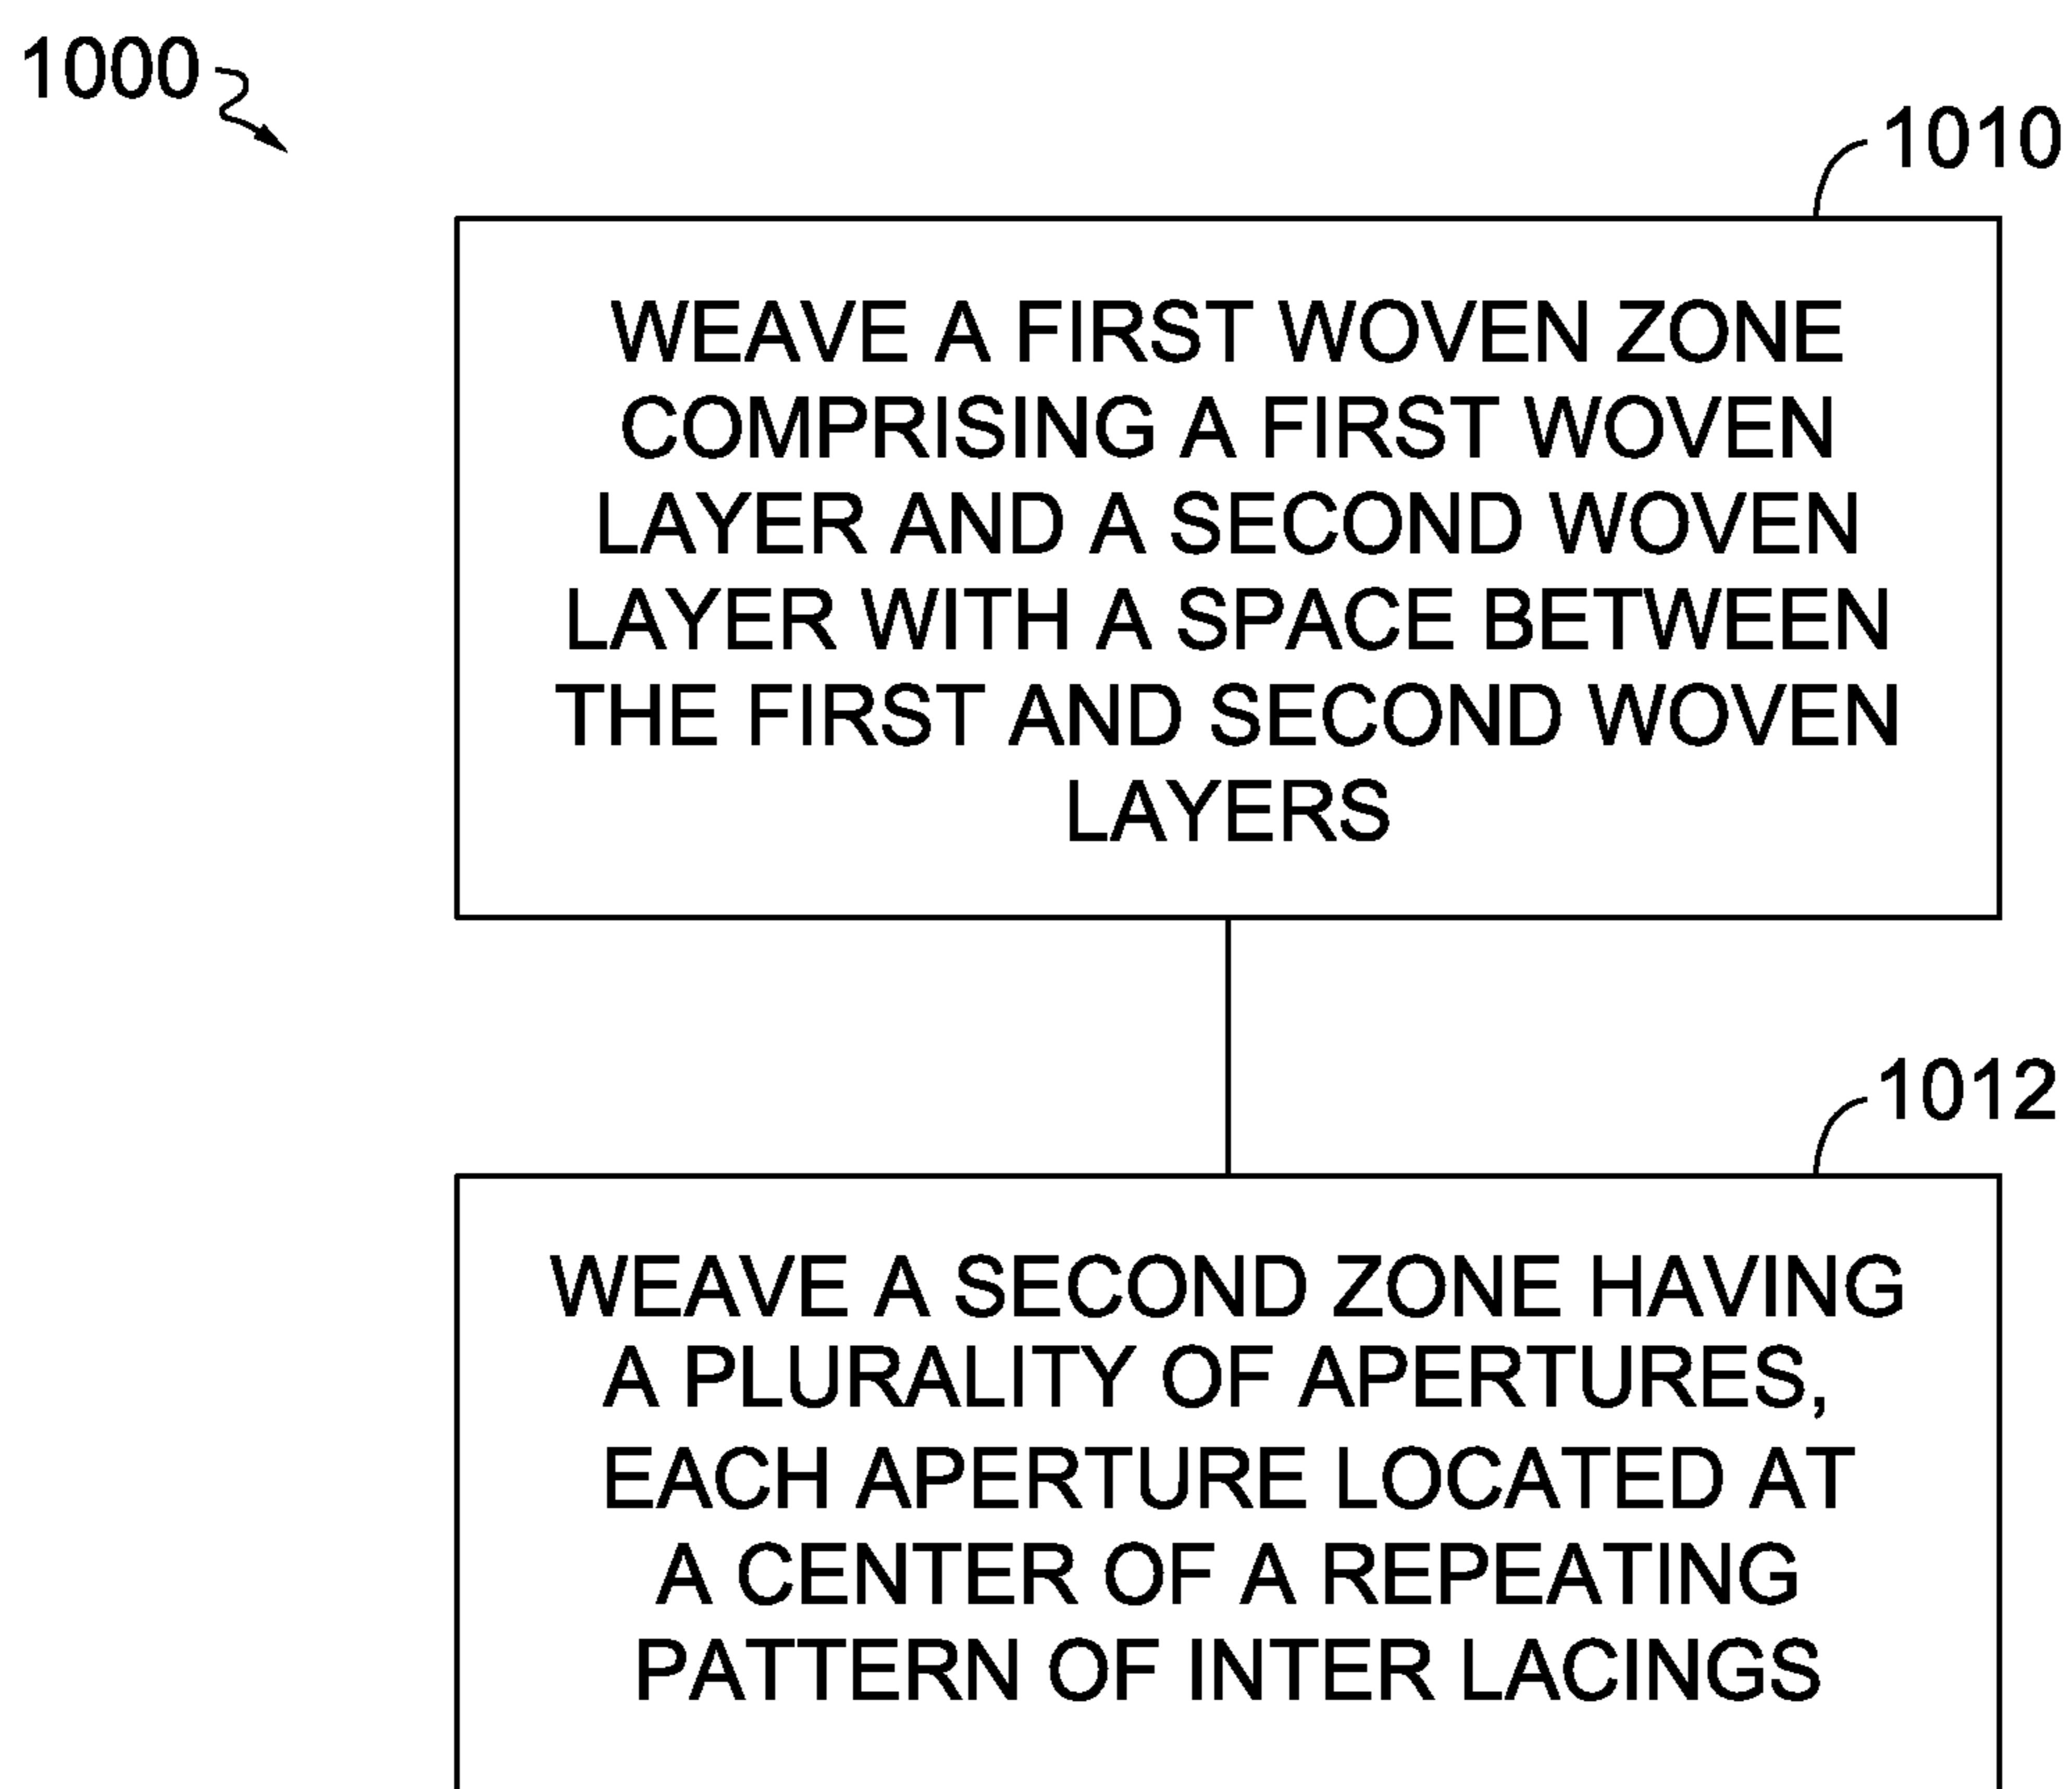 1000
1010
WEAVE A FIRST WOVEN ZONE
COMPRISING A FIRST WOVEN
LAYER AND A SECOND WOVEN
LAYER WITH A SPACE BETWEEN
THE FIRST AND SECOND WOVEN
LAYERS
1012
WEAVE A SECOND ZONE HAVING
A PLURALITY OF APERTURES,
EACH APERTURE LOCATED AT
A CENTER OF A REPEATING
PATTERN OF INTER LACINGS